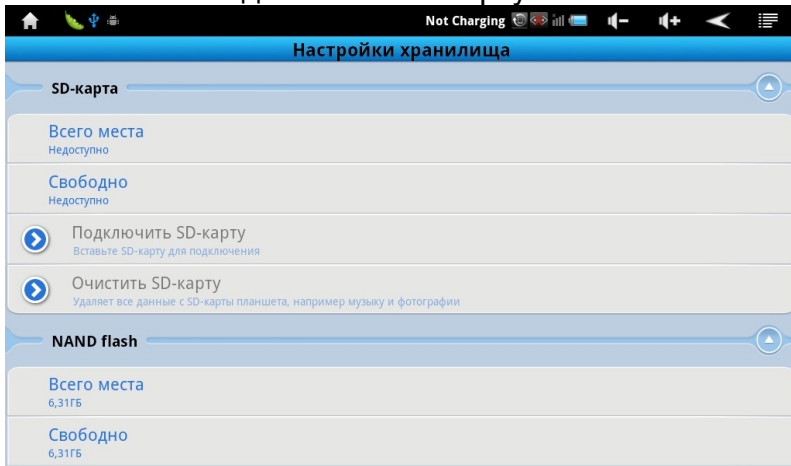 Not Charging
Настройки хранилища
SD-карта
Всего места
Недоступно
Свободно
Недоступно
Подключить SD-карту
Вставьте SD-карту для подключения
Очистить SD-карту
Удаляет все данные с SD-карты планшета, например музыку и фотографии
NAND flash
Всего места
6,31ГБ
Свободно
6,31ГБ